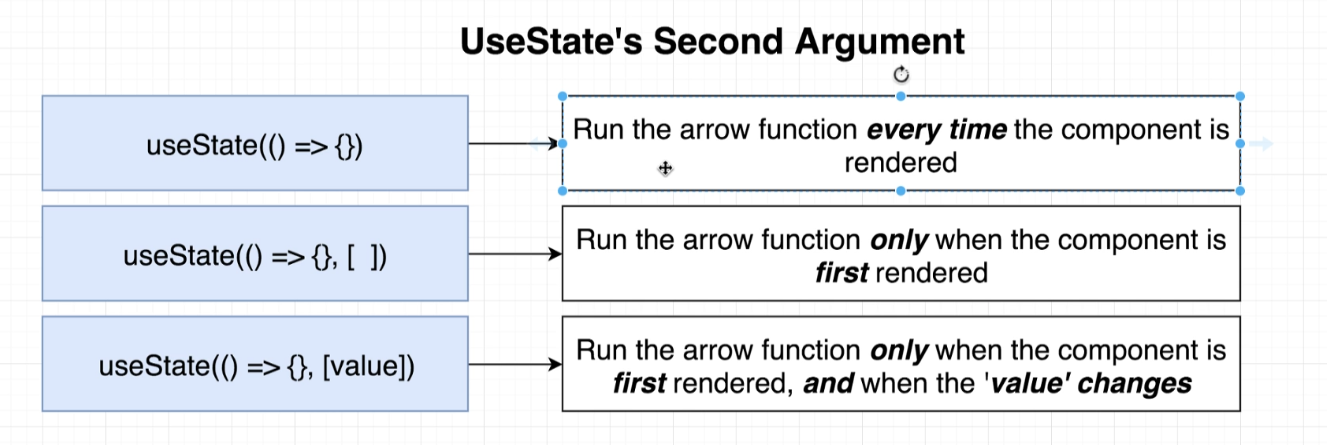 UseState's Second Argument
useState(() => {})
Run the arrow function every time the component is
rendered
useState(() => {}, [ ])
Run the arrow function only when the component is
first rendered
useState(() => {}, [value])
Run the arrow function only when the component is
first rendered, and when the 'value' changes